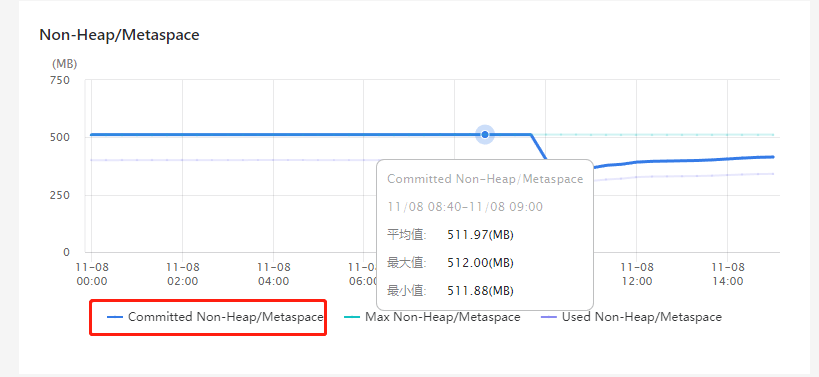 Non-Heap/Metaspace
(MB)
750
500
250
0
Committed Non-Heap/Metaspace
11/08 08:40-11/08 09:00
平均值: 511.97(MB)
最大值: 512.00(MB)
最小值: 511.88(MB)
11-08 00:00
11-08 02:00
11-08 04:00
11-08 06:00
11-08 12:00
11-08 14:00
Committed Non-Heap/Metaspace
Max Non-Heap/Metaspace
Used Non-Heap/Metaspace